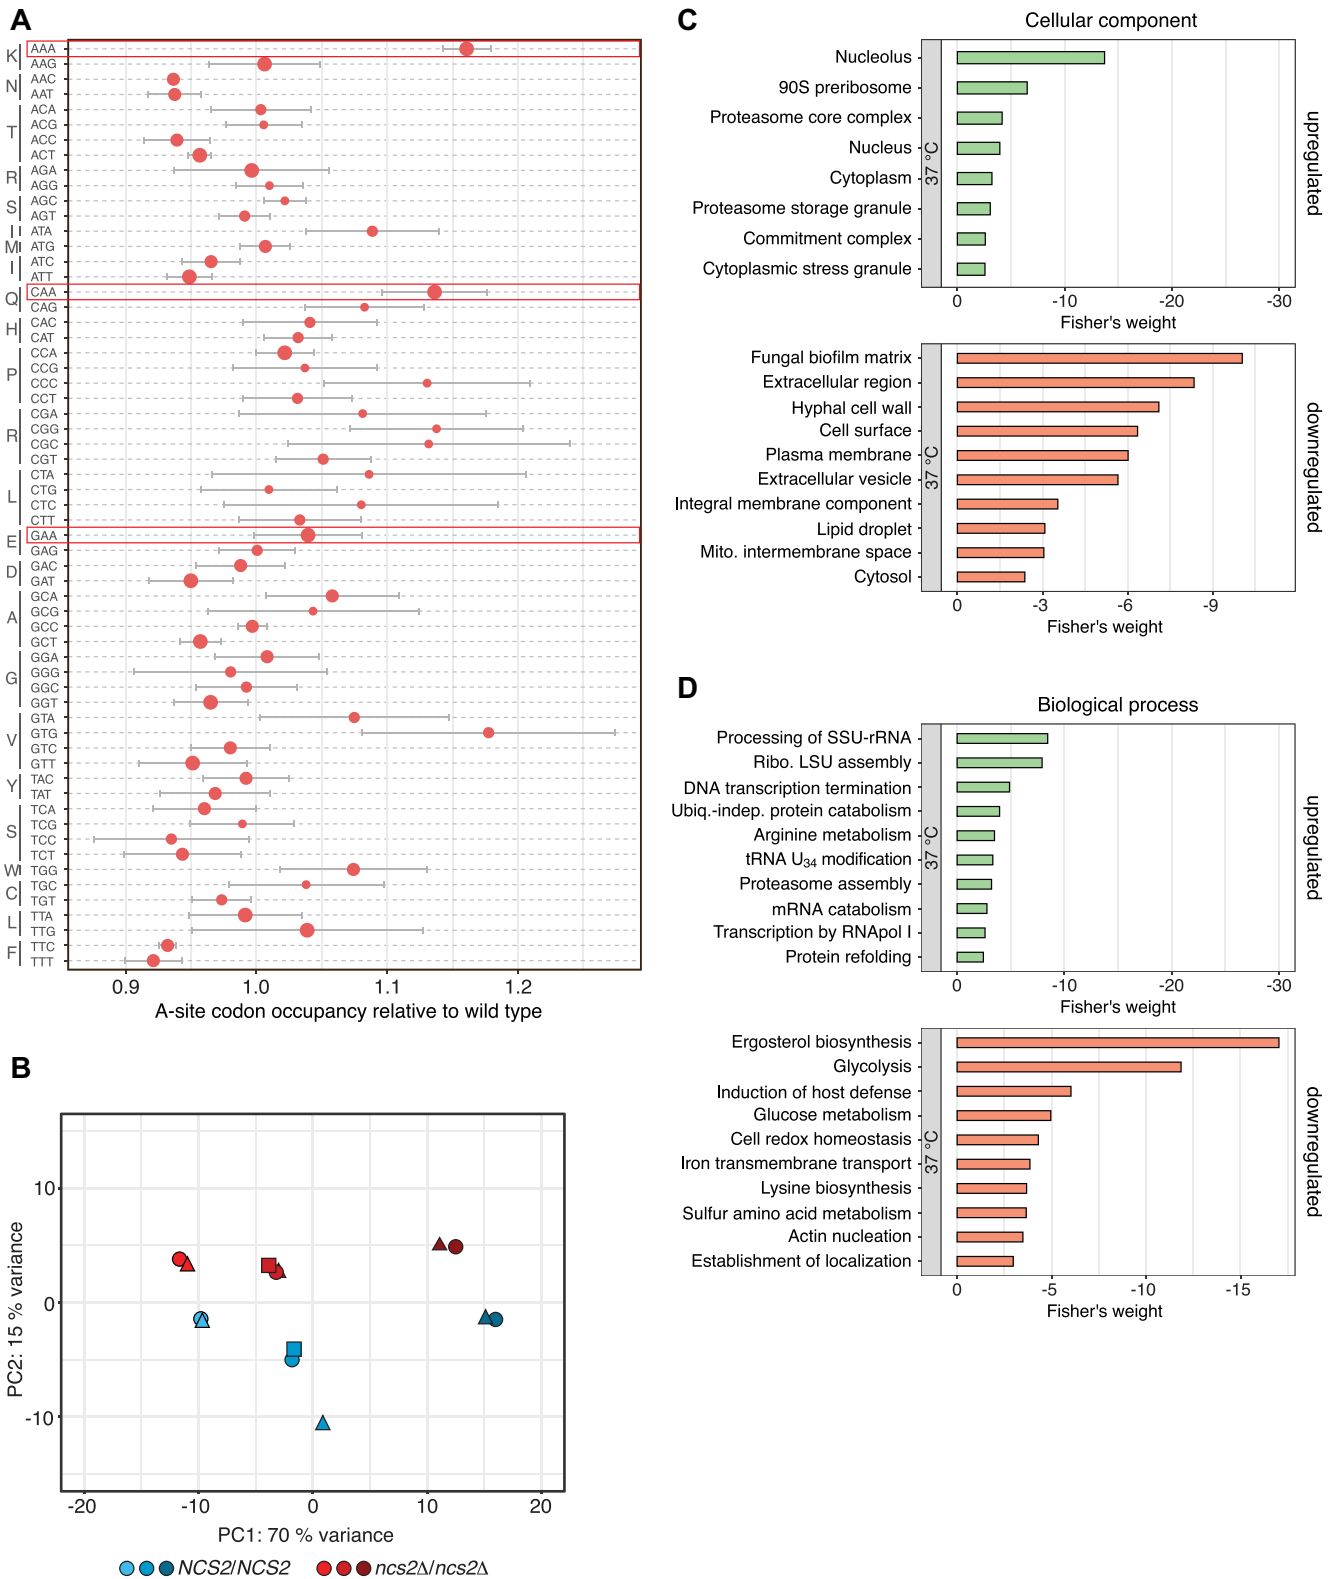 A
K
AAA
AAG
N
AAC
AAT
T
ACA
ACG
ACC
ACT
R
AGA
AGG
S
AGC
AGT
I
ATA
M
ATG
I
ATC
ATT
Q
CAA
CAG
H
CAC
CAT
P
CCA
CCG
CCC
CCT
R
CGA
CGG
CGC
CGT
L
CTA
CTG
CTC
CTT
E
GAA
GAG
D
GAC
GAT
A
GCA
GCG
GCC
GCT
G
GGA
GGG
GGC
GGT
V
GTA
GTG
GTC
GTT
Y
TAC
TAT
S
TCA
TCG
TCC
TCT
W
TGG
C
TGC
TGT
L
TTA
TTG
F
TTC
TTT
0.9 1.0 1.1 1.2
A-site codon occupancy relative to wild type
B
10
0
-10
PC2: 15 % variance
-20 -10 0 10 20
PC1: 70 % variance
NCS2/NCS2 ncs2Δ/ncs2Δ
C
Cellular component
Nucleolus
90S preribosome
Proteasome core complex
Nucleus
Cytoplasm
Proteasome storage granule
Commitment complex
Cytoplasmic stress granule
37 °C
upregulated
0 -10 -20 -30
Fisher's weight
Fungal biofilm matrix
Extracellular region
Hyphal cell wall
Cell surface
Plasma membrane
Extracellular vesicle
Integral membrane component
Lipid droplet
Mito. intermembrane space
Cytosol
37 °C
downregulated
0 -3 -6 -9
Fisher's weight
D
Biological process
Processing of SSU-rRNA
Ribo. LSU assembly
DNA transcription termination
Ubiq.-indep. protein catabolism
Arginine metabolism
tRNA U34 modification
Proteasome assembly
mRNA catabolism
Transcription by RNApol I
Protein refolding
37 °C
upregulated
0 -10 -20 -30
Fisher's weight
Ergosterol biosynthesis
Glycolysis
Induction of host defense
Glucose metabolism
Cell redox homeostasis
Iron transmembrane transport
Lysine biosynthesis
Sulfur amino acid metabolism
Actin nucleation
Establishment of localization
37 °C
downregulated
0 -5 -10 -15
Fisher's weight